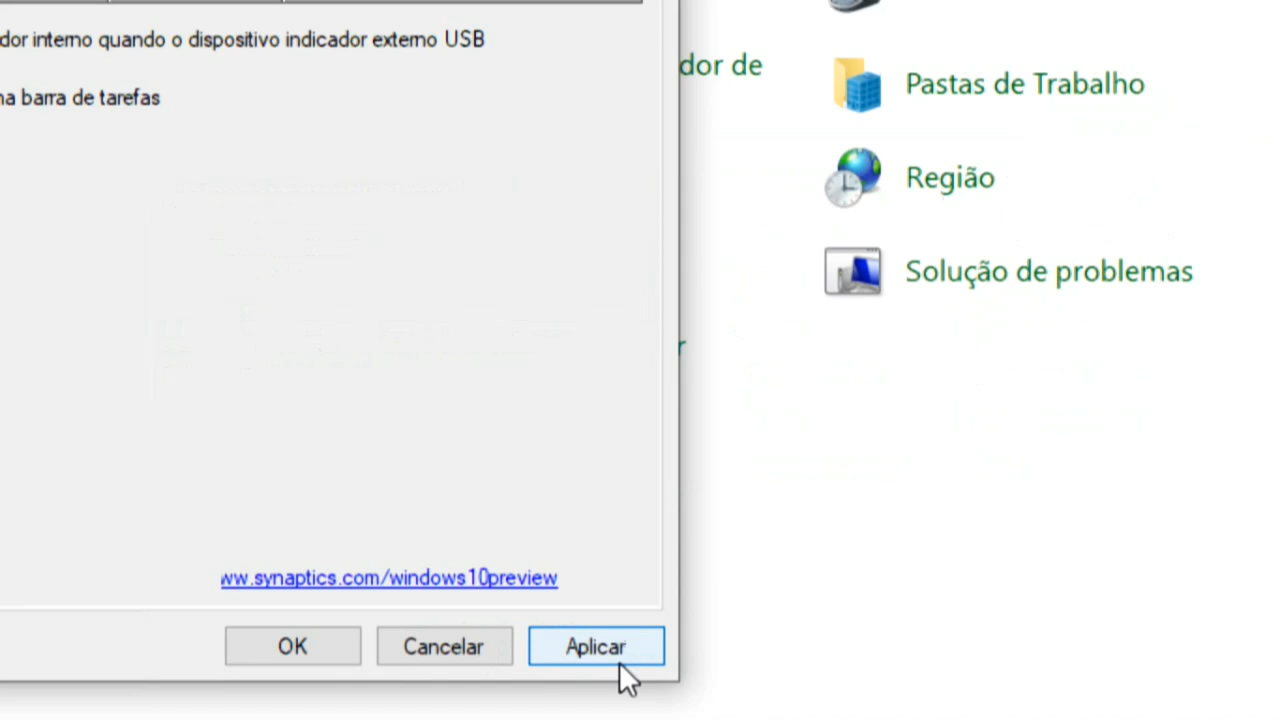 dor interno quando o dispositivo indicador externo USB
na barra de tarefas
ww.synaptics.com/windows10preview
OK
Cancelar
Aplicar
dor de
r
Pastas de Trabalho
Região
Solução de problemas